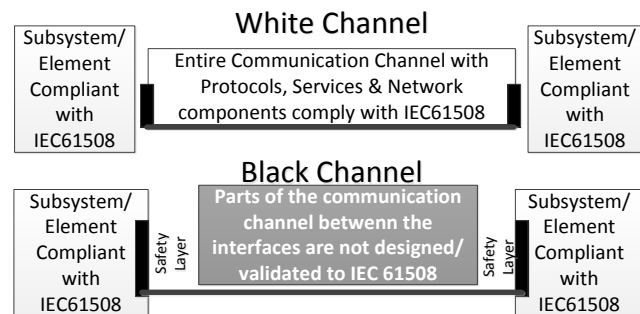 White Channel
Subsystem/
Element
Compliant
with
IEC61508
Entire Communication Channel with
Protocols, Services & Network
components comply with IEC61508
Subsystem/
Element
Compliant
with
IEC61508
Black Channel
Subsystem/
Element
Compliant
with
IEC61508
Safety
Layer
Parts of the communication
channel betwenn the
interfaces are not designed/
validated to IEC 61508
Safety
Layer
Subsystem/
Element
Compliant
with
IEC61508